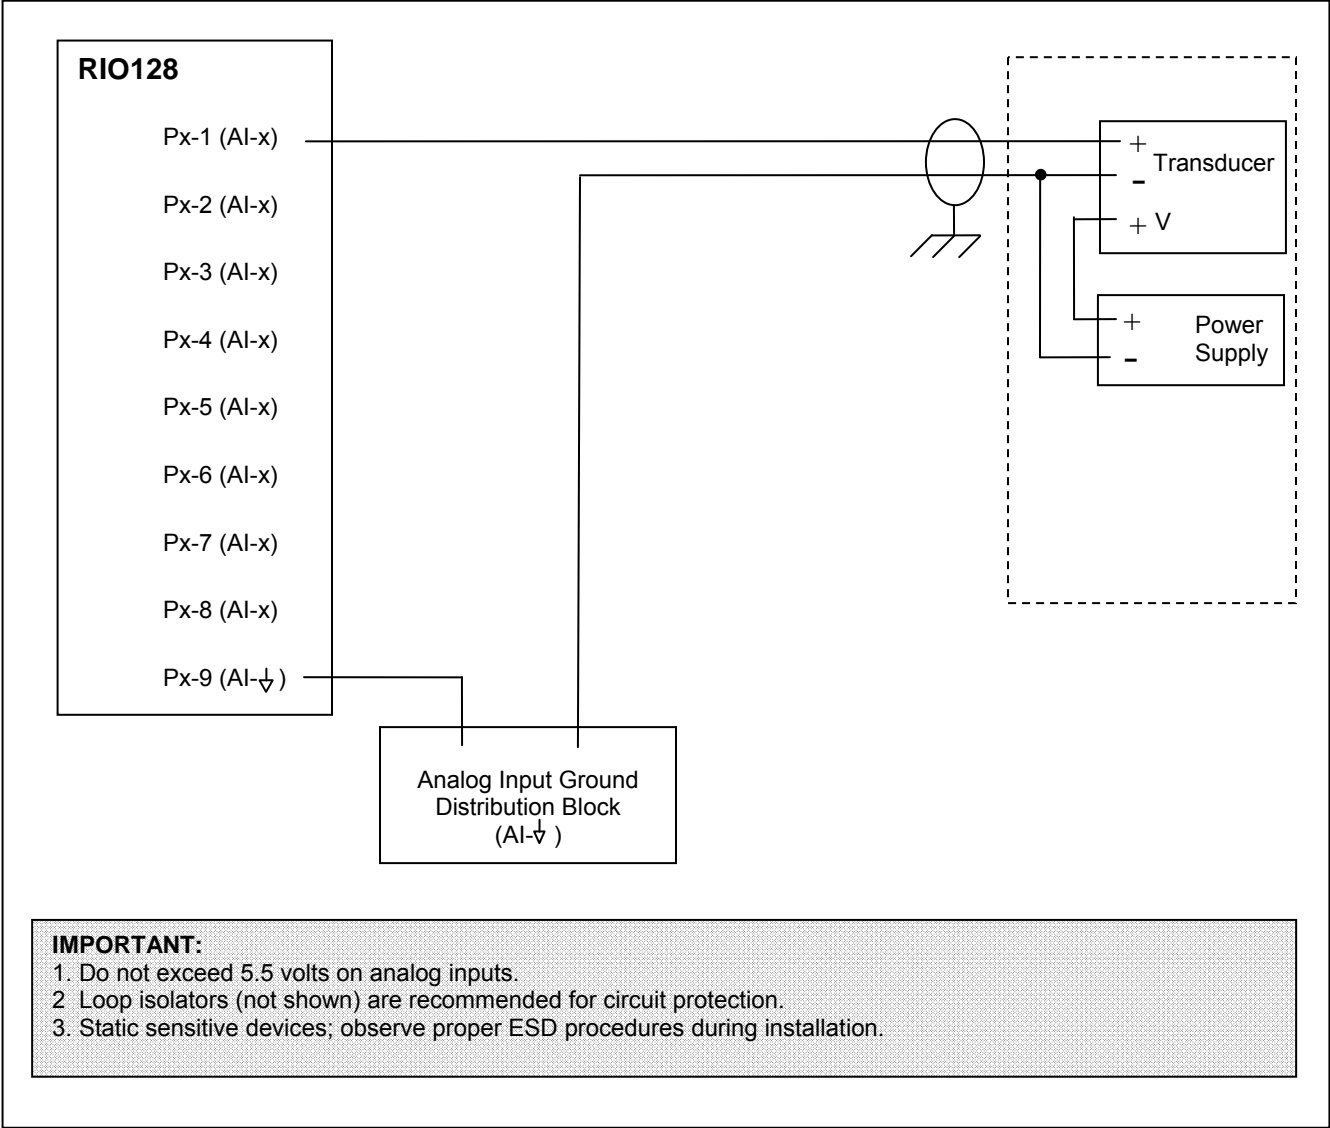 RIO128
Px-1 (AI-x)
Px-2 (AI-x)
Px-3 (AI-x)
Px-4 (AI-x)
Px-5 (AI-x)
Px-6 (AI-x)
Px-7 (AI-x)
Px-8 (AI-x)
Px-9 (AI-⏚)
+
Transducer
-
+ V
+
Power
Supply
-
Analog Input Ground
Distribution Block
(AI-⏚)
IMPORTANT:
1. Do not exceed 5.5 volts on analog inputs.
2  Loop isolators (not shown) are recommended for circuit protection.
3. Static sensitive devices; observe proper ESD procedures during installation.